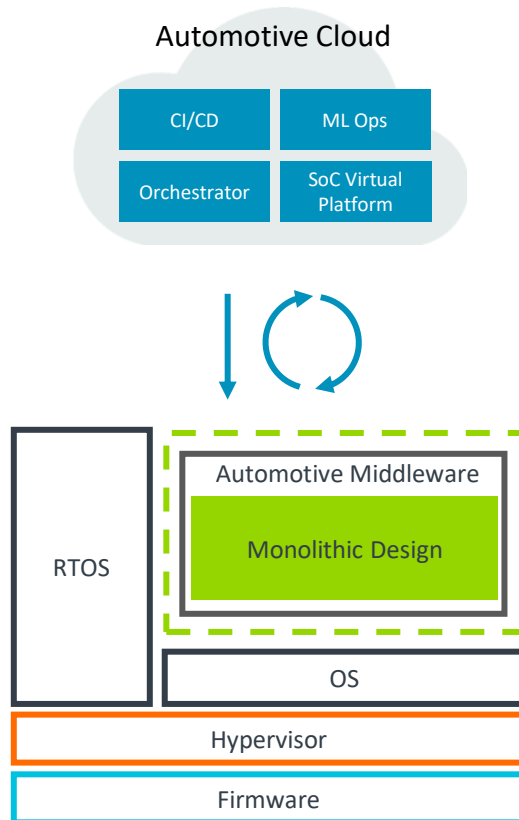 Automotive Cloud
CI/CD
ML Ops
Orchestrator
SoC Virtual
Platform
Automotive Middleware
Monolithic Design
RTOS
OS
Hypervisor
Firmware